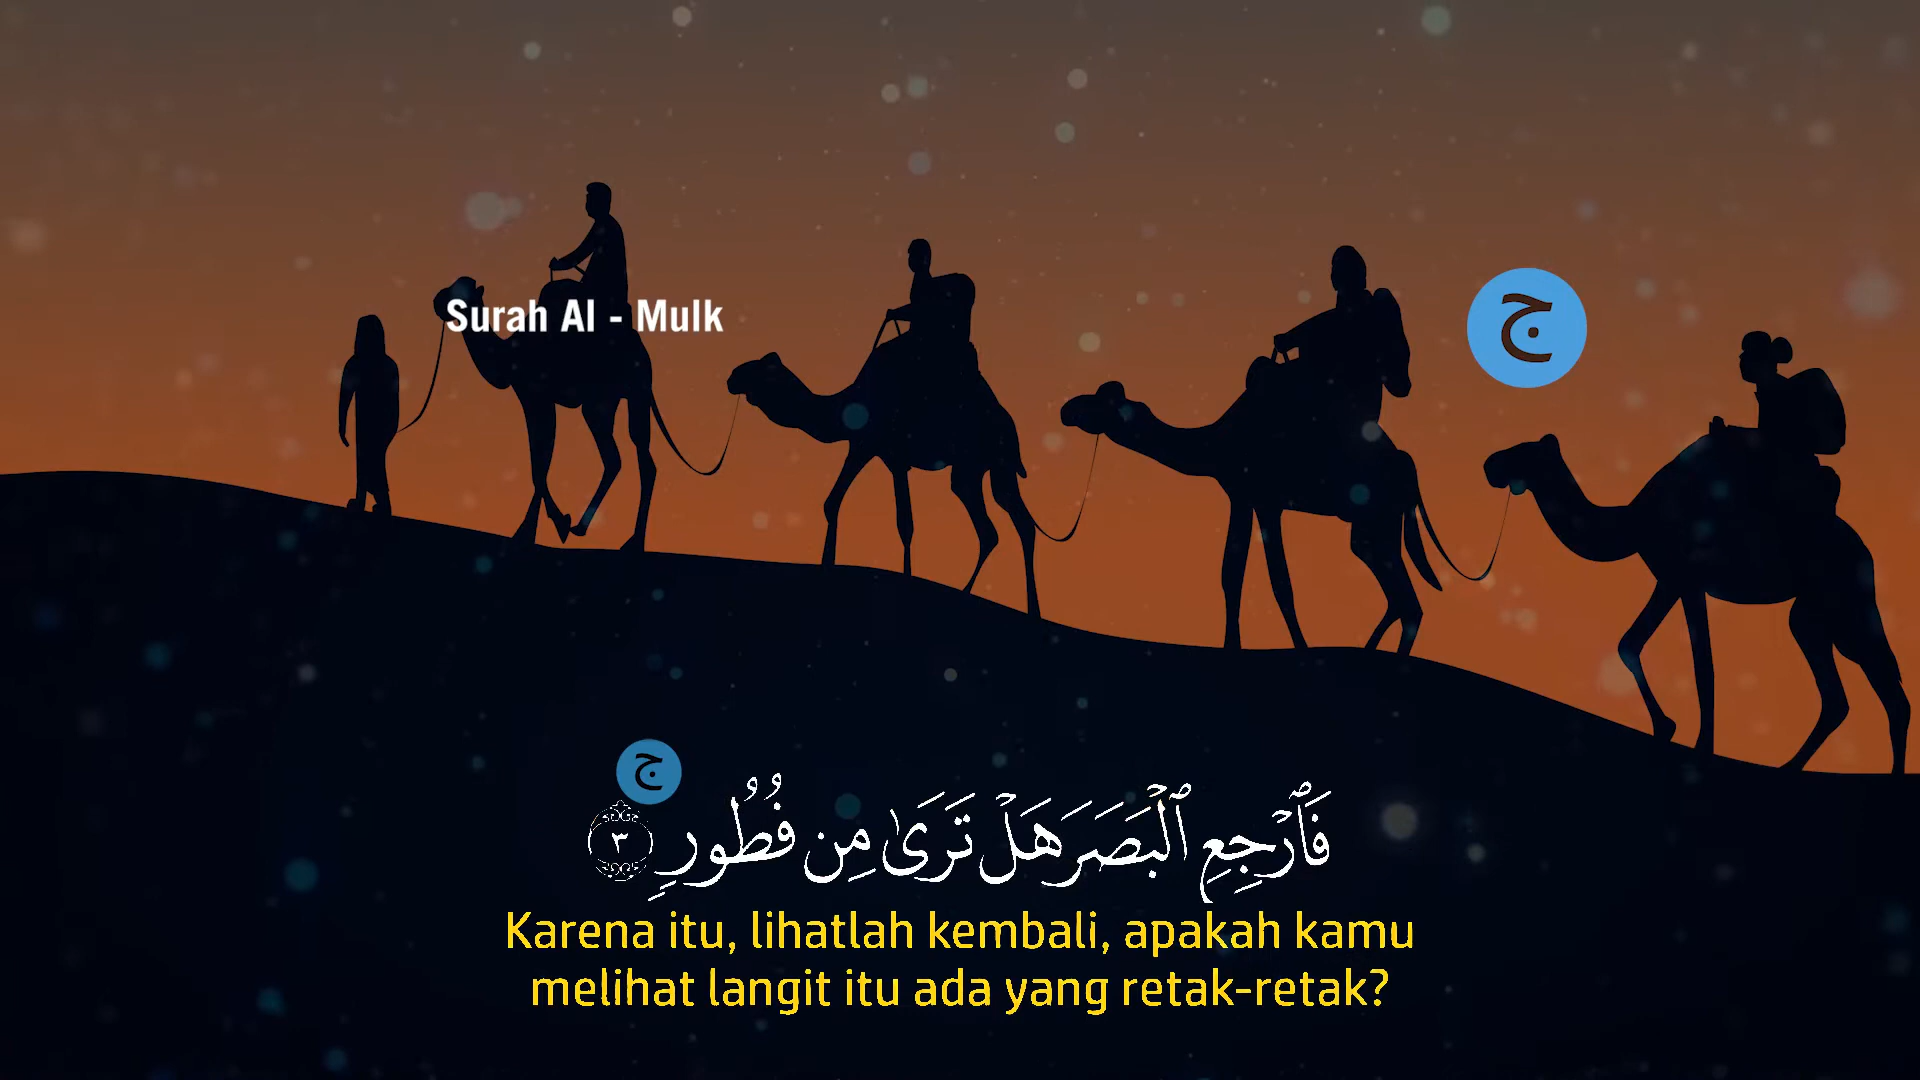 Surah Al - Mulk
ج
ج
فَٱرْجِعِ ٱلْبَصَرَ هَلْ تَرَىٰ مِن فُطُورٍ ٣
Karena itu, lihatlah kembali, apakah kamu
melihat langit itu ada yang retak-retak?